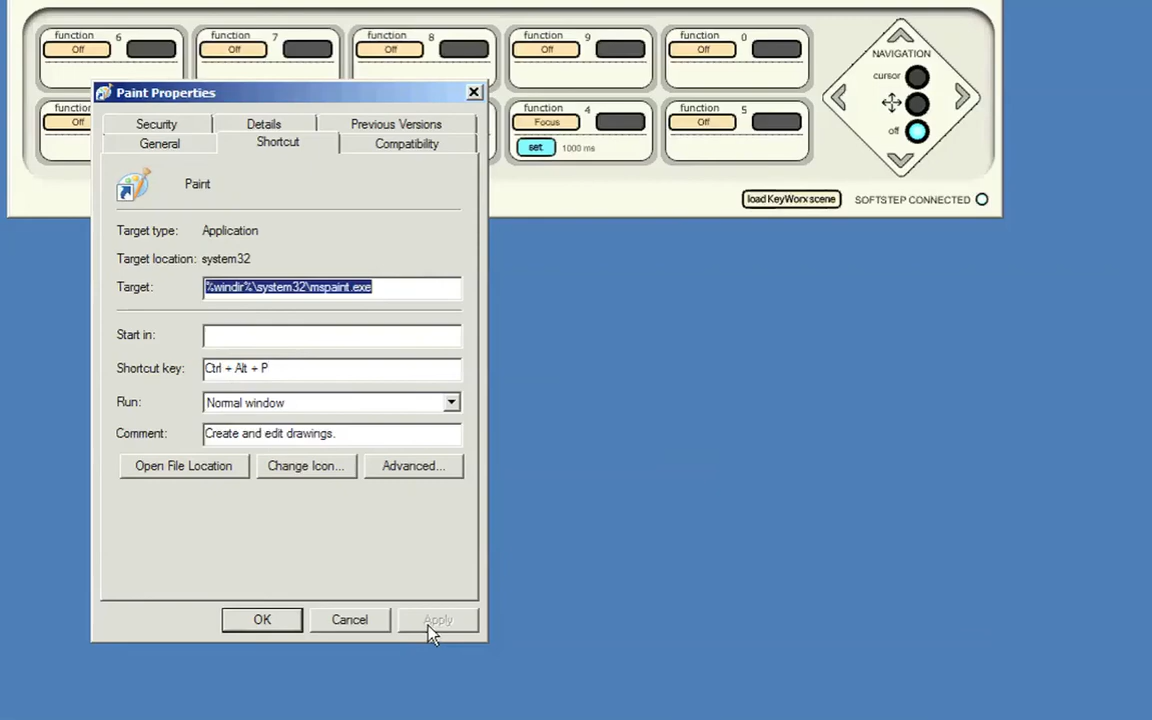 function 6
Off
function 7
Off
function 8
Off
function 9
Off
function 0
Off
NAVIGATION
cursor
off
function
Off
function 4
Focus
set 1000 ms
function 5
Off
load KeyWorx scene
SOFTSTEP CONNECTED
Paint Properties
Security Details Previous Versions
General Shortcut Compatibility
Paint
Target type: Application
Target location: system32
Target: %windir%\system32\mspaint.exe
Start in:
Shortcut key: Ctrl + Alt + P
Run: Normal window
Comment: Create and edit drawings.
Open File Location Change Icon... Advanced...
OK Cancel Apply